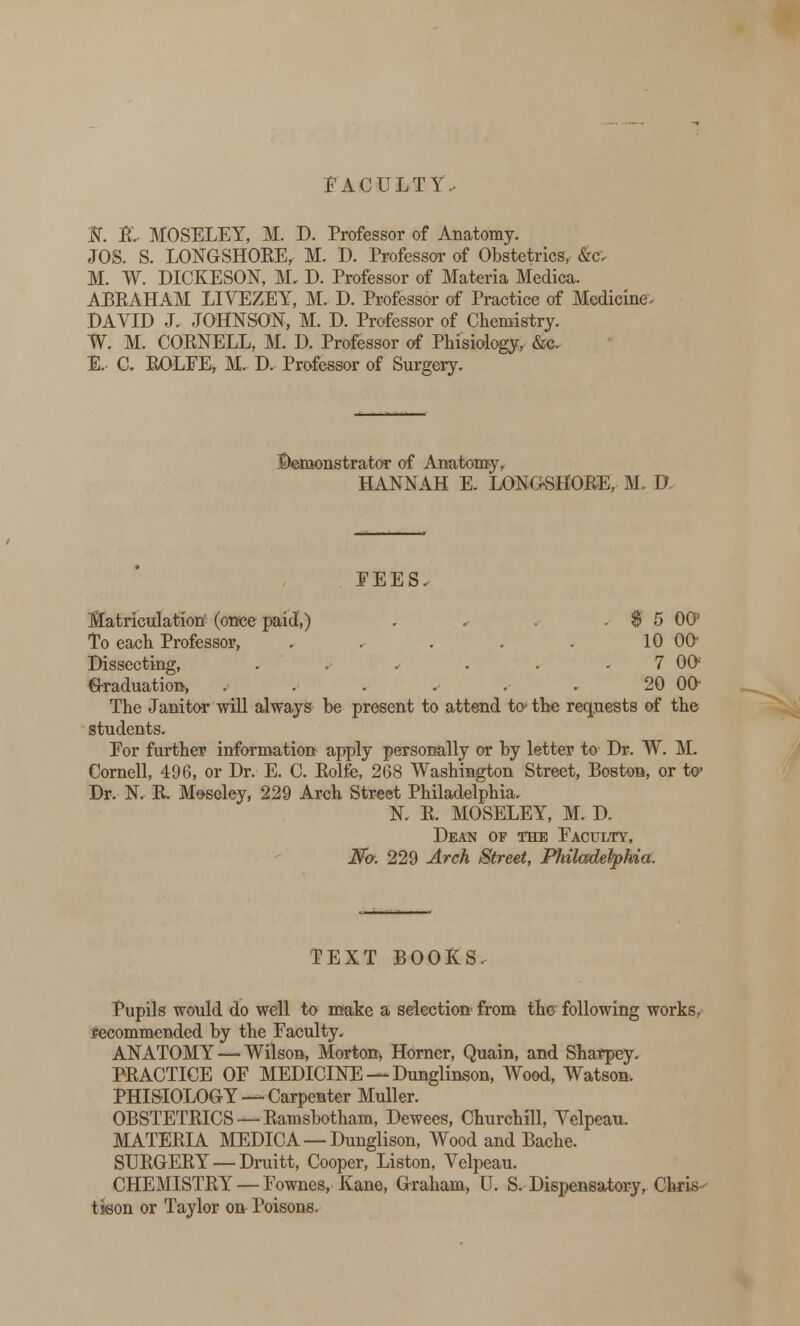 FACULTY.
N. R. MOSELEY, M. D. Professor of Anatomy.
JOS. S. LONGSHORE, M. D. Professor of Obstetrics, &c.
M. W. DICKESON, M. D. Professor of Materia Medica.
ABRAHAM LIVEZEY, M. D. Professor of Practice of Medicine.
DAVID J. JOHNSON, M. D. Professor of Chemistry.
W. M. CORNELL, M. D. Professor of Phisiology, &c.
E. C. ROLFE, M. D. Professor of Surgery.
Demonstrator of Anatomy,
HANNAH E. LONGSHORE, M. D.
FEES.
Matriculation (once paid,) . . . . $ 5 00
To each Professor, . . . . . 10 00
Dissecting, . . . . . . 7 00
Graduation, . . . . . . 20 00
The Janitor will always be present to attend to the requests of the
students.
For further information apply personally or by letter to Dr. W. M.
Cornell, 496, or Dr. E. C. Rolfe, 268 Washington Street, Boston, or to
Dr. N. R. Moseley, 229 Arch Street Philadelphia.
N. R. MOSELEY, M. D.
DEAN OF THE FACULTY,
No. 229 Arch Street, Philadelphia.
TEXT BOOKS.
Pupils would do well to make a selection from the following works,
recommended by the Faculty.
ANATOMY — Wilson, Morton, Horner, Quain, and Sharpey.
PRACTICE OF MEDICINE — Dunglinson, Wood, Watson.
PHISIOLOGY — Carpenter Muller.
OBSTETRICS — Ramsbotham, Dewees, Churchill, Velpeau.
MATERIA MEDICA — Dunglison, Wood and Bache.
SURGERY — Druitt, Cooper, Liston, Velpeau.
CHEMISTRY — Fownes, Kane, Graham, U. S. Dispensatory, Chris-
tison or Taylor on Poisons.